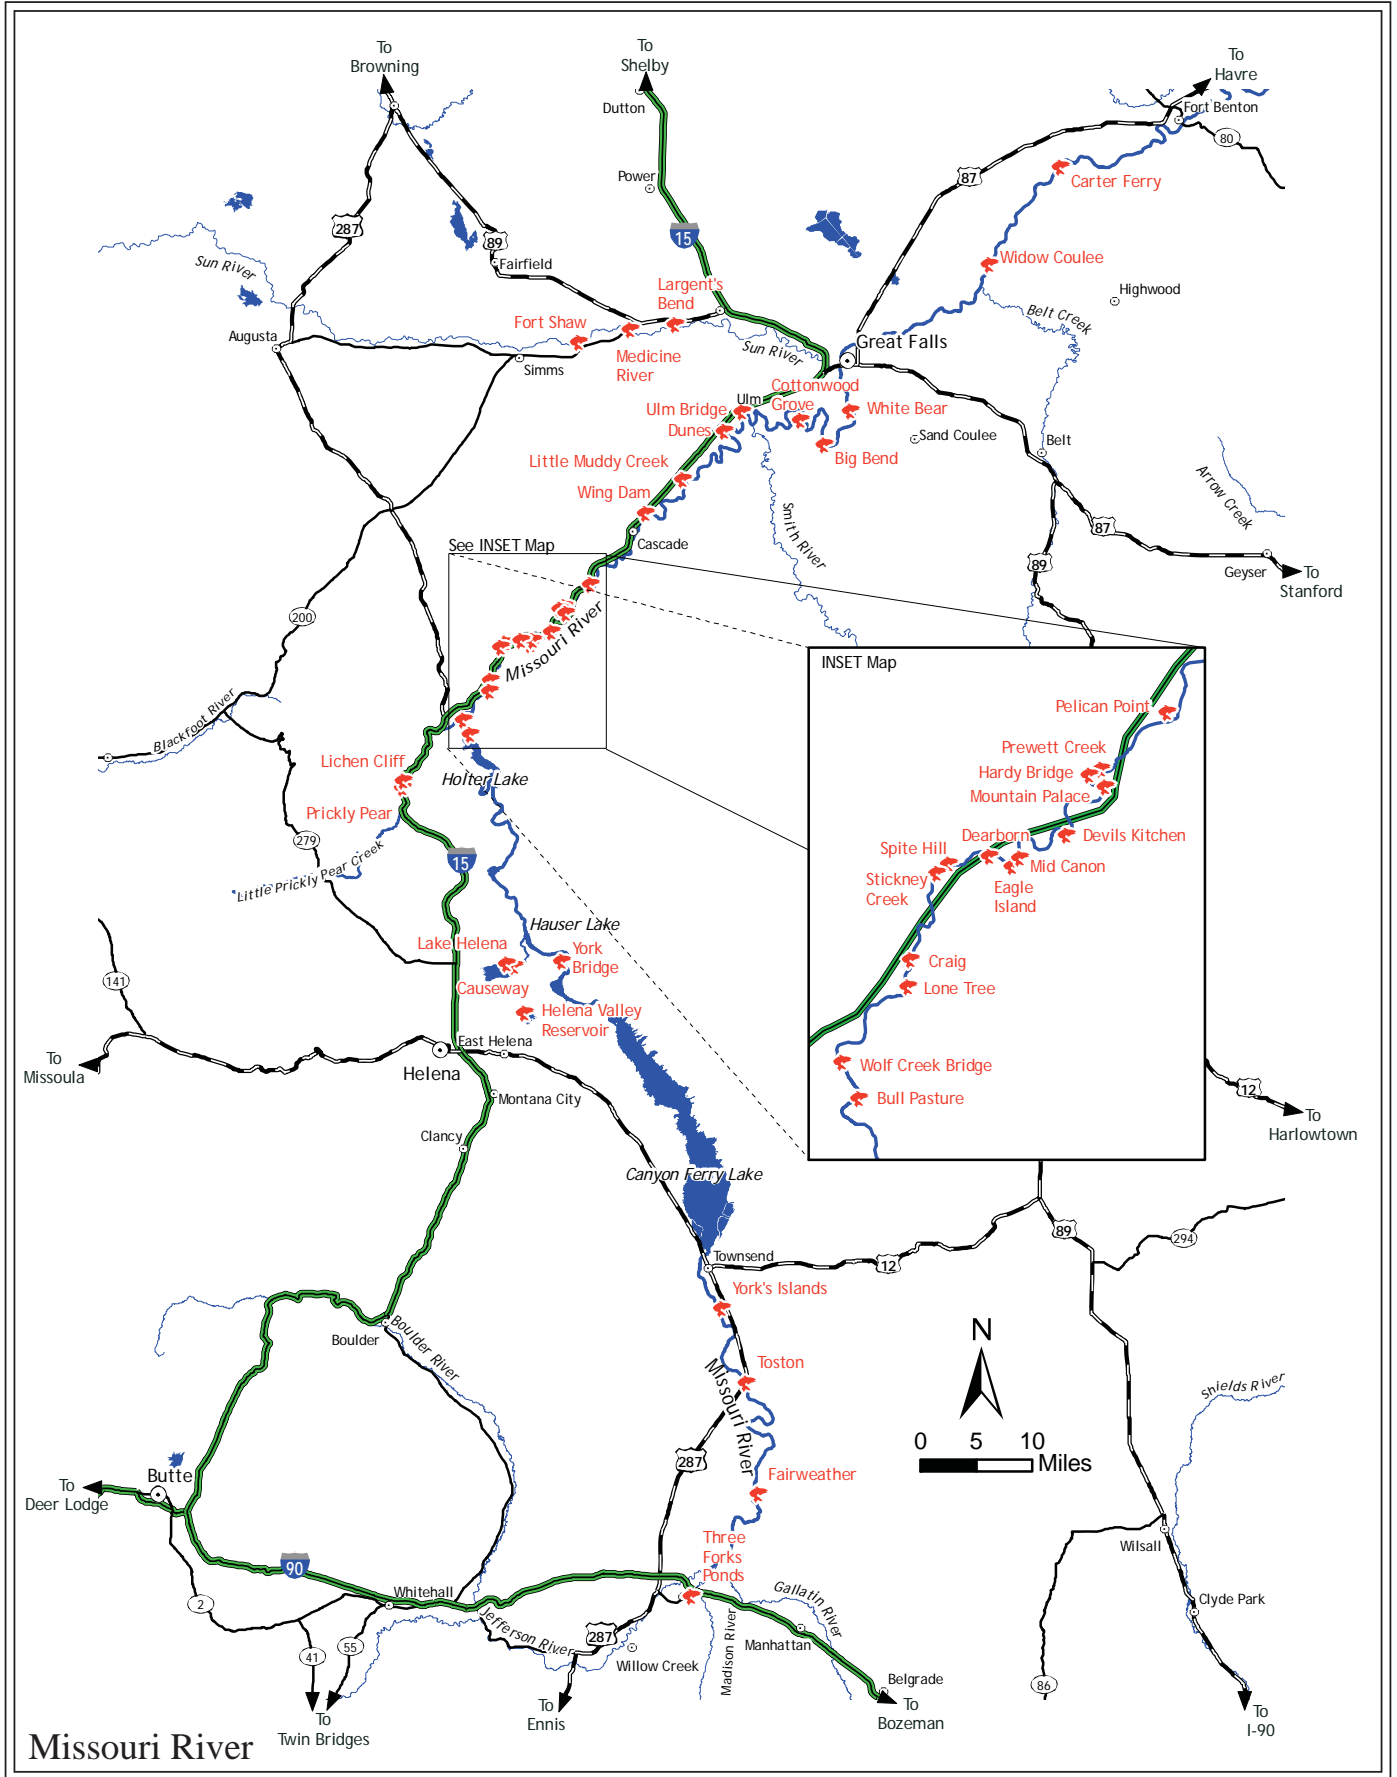 To
Browning
To
Shelby
To
Havre
Dutton
Fort Benton
80
Power
87
Carter Ferry
287
89
15
Sun River
Fairfield
Widow Coulee
Largent's
Bend
Highwood
Belt Creek
Fort Shaw
Augusta
Medicine
River
Sun River
Great Falls
Simms
Cottonwood
Grove
Ulm
Ulm Bridge
White Bear
Dunes
Sand Coulee
Belt
Big Bend
Little Muddy Creek
Wing Dam
Arrow Creek
Smith River
87
Cascade
See INSET Map
89
Geyser
To
Stanford
200
Missouri River
INSET Map
Pelican Point
Prewett Creek
Hardy Bridge
Mountain Palace
Dearborn
Devils Kitchen
Spite Hill
Mid Canon
Stickney
Creek
Eagle
Island
Craig
Lone Tree
Wolf Creek Bridge
Bull Pasture
Blackfoot River
Lichen Cliff
Holter Lake
Prickly Pear
279
15
Little Prickly Pear Creek
Hauser Lake
Lake Helena
Causeway
York
Bridge
141
Helena Valley
Reservoir
East Helena
To
Missoula
Helena
12
To
Harlowtown
Montana City
Clancy
Canyon Ferry Lake
Townsend
12
89
294
York's Islands
Boulder
Boulder River
Toston
N
Missouri River
Shields River
0 5 10
Miles
287
Fairweather
To
Deer Lodge
Butte
Three
Forks
Ponds
Wilsall
90
Whitehall
Gallatin River
2
Jefferson River
287
Madison River
Manhattan
Clyde Park
41
55
Willow Creek
Belgrade
86
To
Twin Bridges
To
Ennis
To
Bozeman
To
I-90
Missouri River